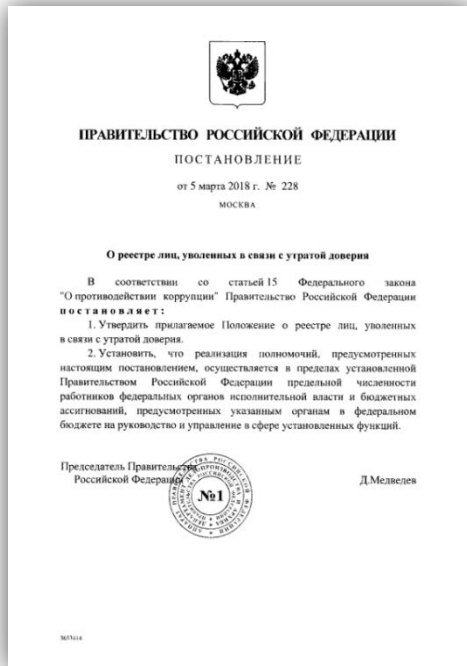 ПРАВИТЕЛЬСТВО РОССИЙСКОЙ ФЕДЕРАЦИИ
ПОСТАНОВЛЕНИЕ
от 5 марта 2018 г. № 228
МОСКВА
О реестре лиц, уволенных в связи с утратой доверия
В соответствии со статьей 15 Федерального закона
"О противодействии коррупции" Правительство Российской Федерации
постановляет:
1. Утвердить прилагаемое Положение о реестре лиц, уволенных
в связи с утратой доверия.
2. Установить, что реализация полномочий, предусмотренных
настоящим постановлением, осуществляется в пределах установленной
Правительством Российской Федерации предельной численности
работников федеральных органов исполнительной власти и бюджетных
ассигнований, предусмотренных указанным органам в федеральном
бюджете на руководство и управление в сфере установленных функций.
Председатель Правительства
Российской Федерации
Д.Медведев
№1